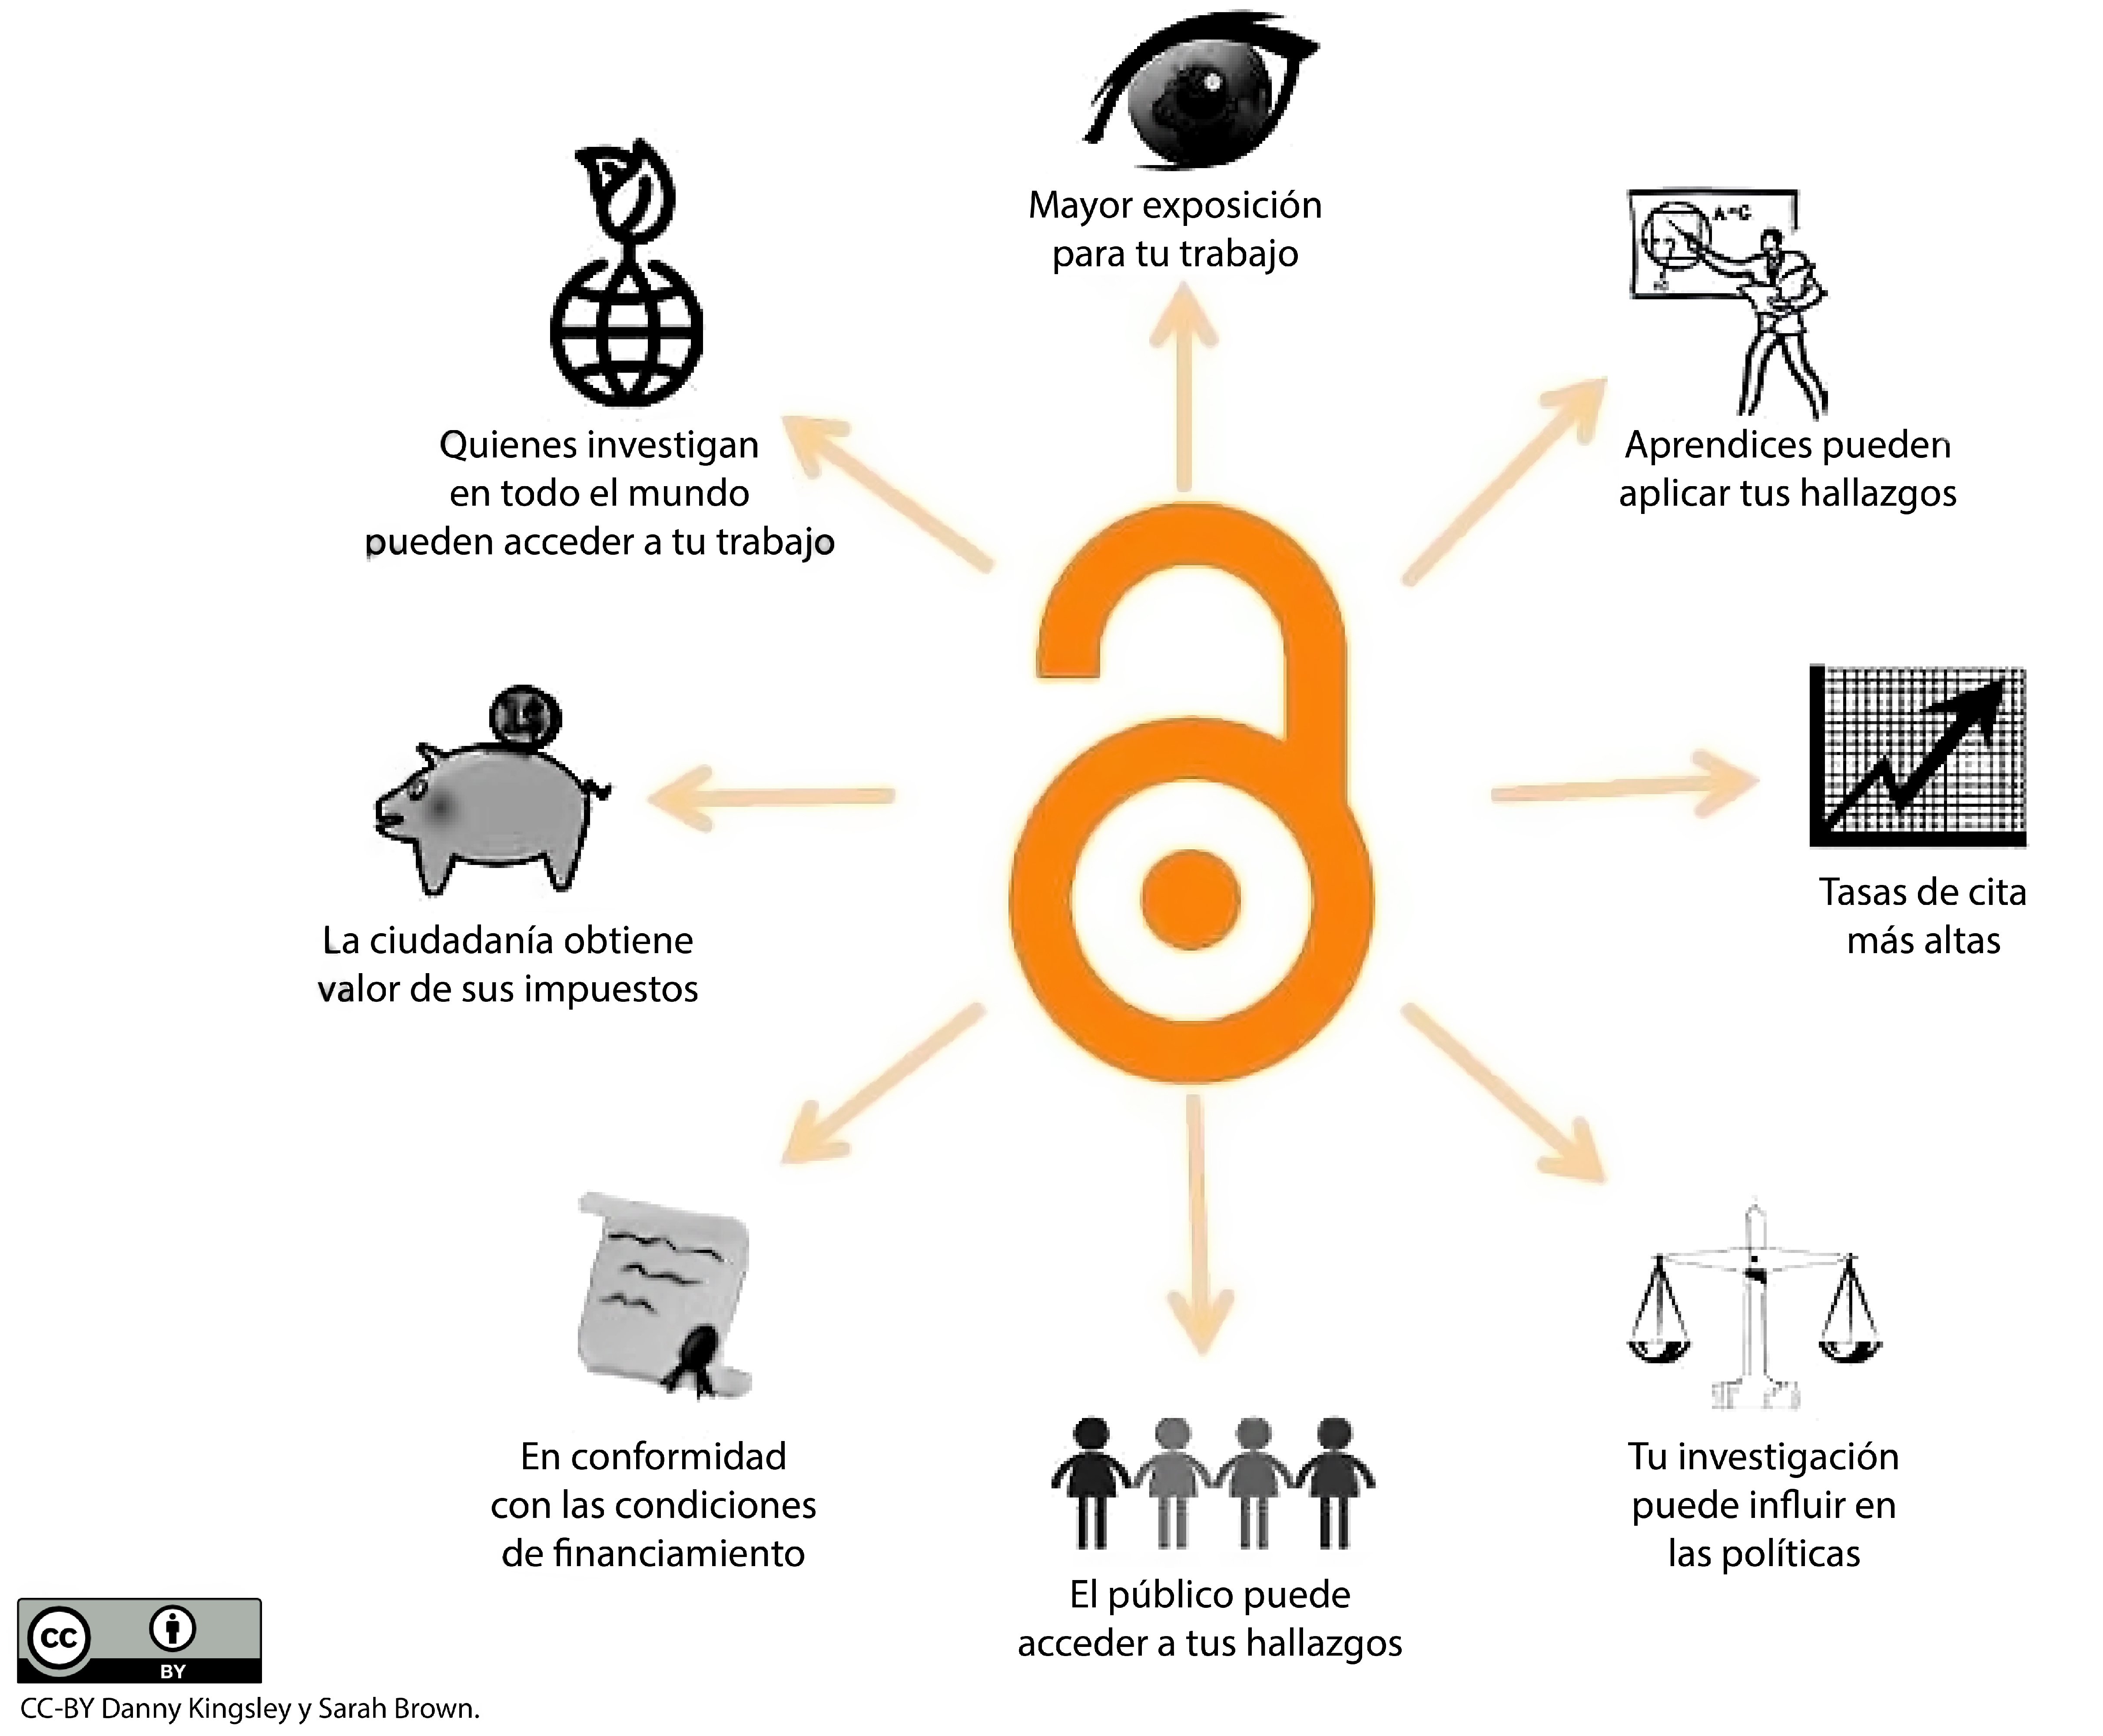 Mayor exposición
para tu trabajo
A=C
Quienes investigan
en todo el mundo
pueden acceder a tu trabajo
Aprendices pueden
aplicar tus hallazgos
La ciudadanía obtiene
valor de sus impuestos
Tasas de cita
más altas
En conformidad
con las condiciones
de financiamiento
El público puede
acceder a tus hallazgos
Tu investigación
puede influir en
las políticas
cc
BY
CC-BY Danny Kingsley y Sarah Brown.